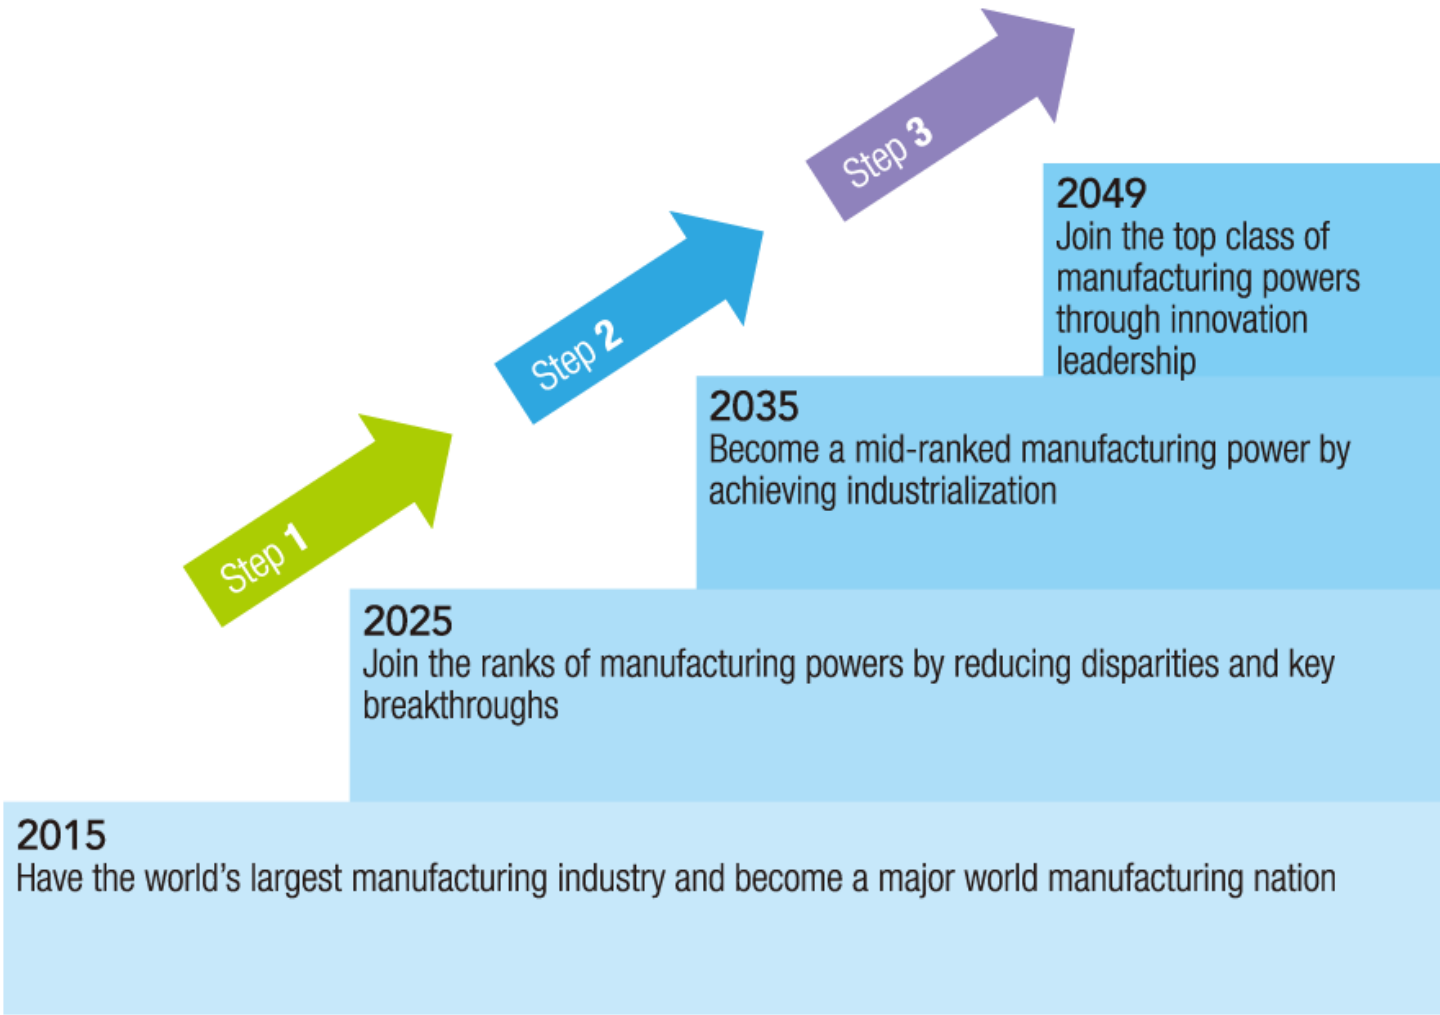 Step 3
2049
Join the top class of
manufacturing powers
through innovation
leadership
Step 2
2035
Become a mid-ranked manufacturing power by
achieving industrialization
Step 1
2025
Join the ranks of manufacturing powers by reducing disparities and key
breakthroughs
2015
Have the world's largest manufacturing industry and become a major world manufacturing nation